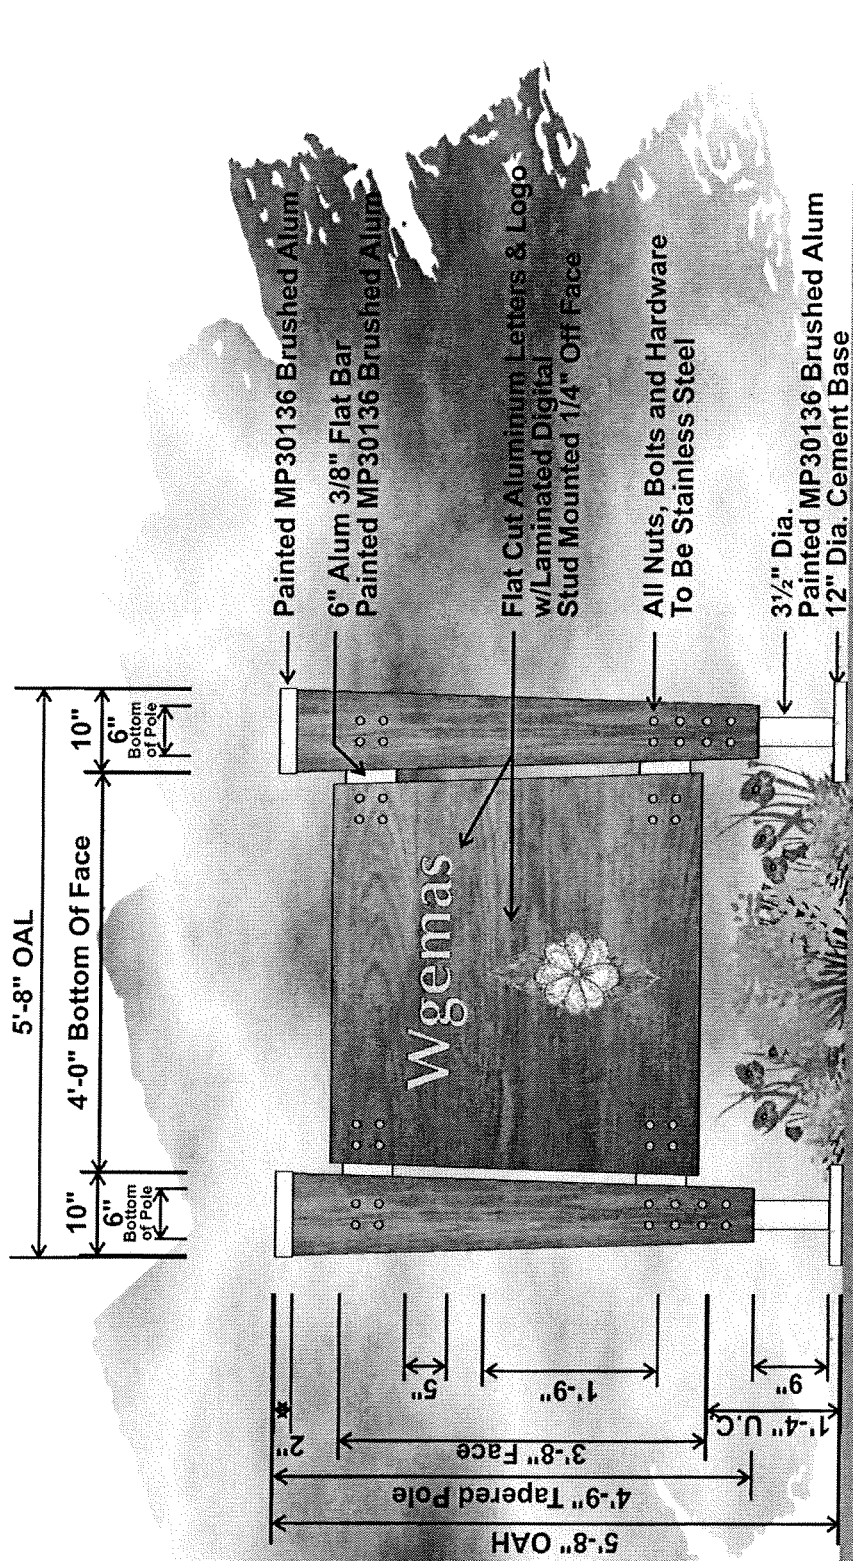 5'-8" OAL
10"
4'-0" Bottom Of Face
10"
6"
Bottom
of Pole
6"
Bottom
of Pole
Painted MP30136 Brushed Alum
6" Alum 3/8" Flat Bar
Painted MP30136 Brushed Alum
Flat Cut Aluminum Letters & Logo
w/Laminated Digital
Stud Mounted 1/4" Off Face
All Nuts, Bolts and Hardware
To Be Stainless Steel
3½" Dia.
Painted MP30136 Brushed Alum
12" Dia. Cement Base
Wgemas
2"
5"
1'-9"
9"
1'-4" U.C
3'-8" Face
4'-9" Tapered Pole
5'-8" OAH